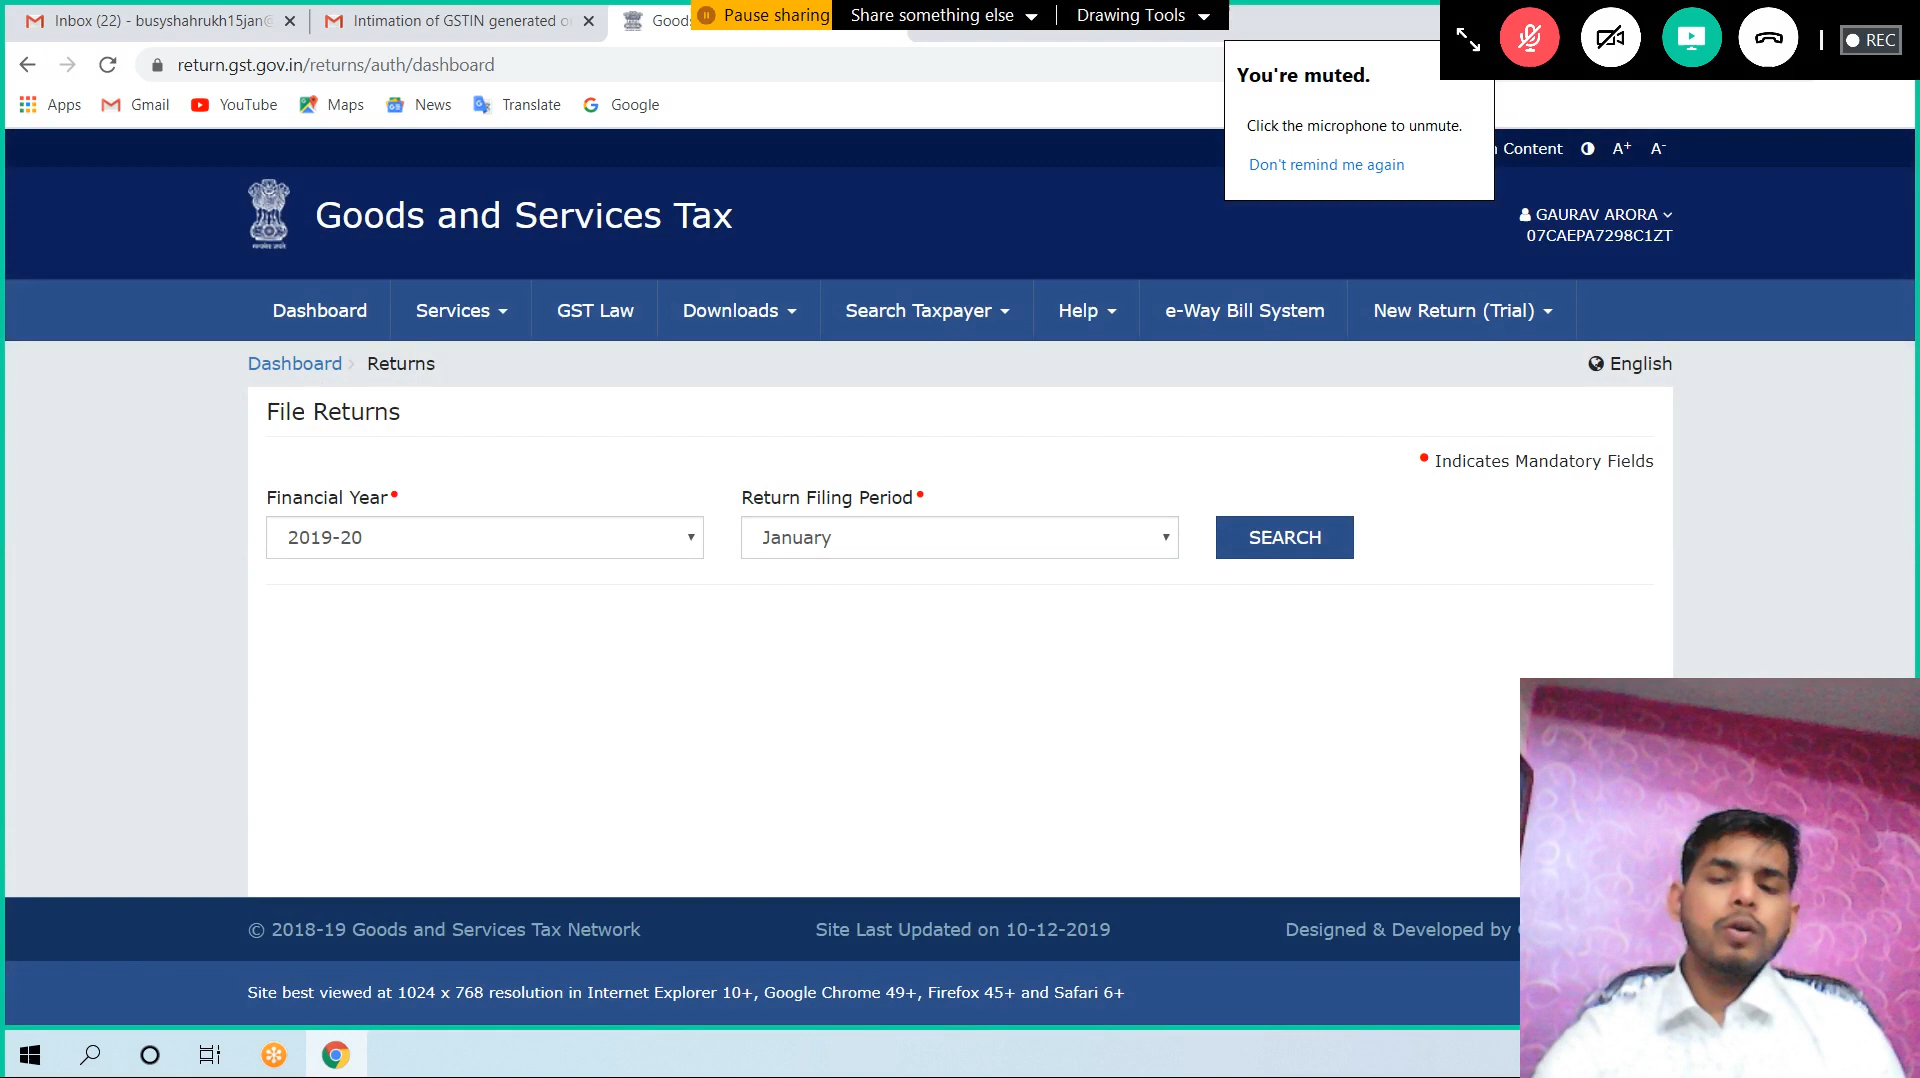 Inbox (22) - busyshahrukh15jan@
Intimation of GSTIN generated o
Goods
Pause sharing
Share something else
Drawing Tools
REC
return.gst.gov.in/returns/auth/dashboard
You're muted.
Click the microphone to unmute.
Don't remind me again
Apps
Gmail
YouTube
Maps
News
Translate
Google
Content
A+
A-
Goods and Services Tax
GAURAV ARORA
07CAEPA7298C1ZT
Dashboard
Services
GST Law
Downloads
Search Taxpayer
Help
e-Way Bill System
New Return (Trial)
Dashboard
Returns
English
File Returns
• Indicates Mandatory Fields
Financial Year•
Return Filing Period•
2019-20
January
SEARCH
© 2018-19 Goods and Services Tax Network
Site Last Updated on 10-12-2019
Designed & Developed by
Site best viewed at 1024 x 768 resolution in Internet Explorer 10+, Google Chrome 49+, Firefox 45+ and Safari 6+